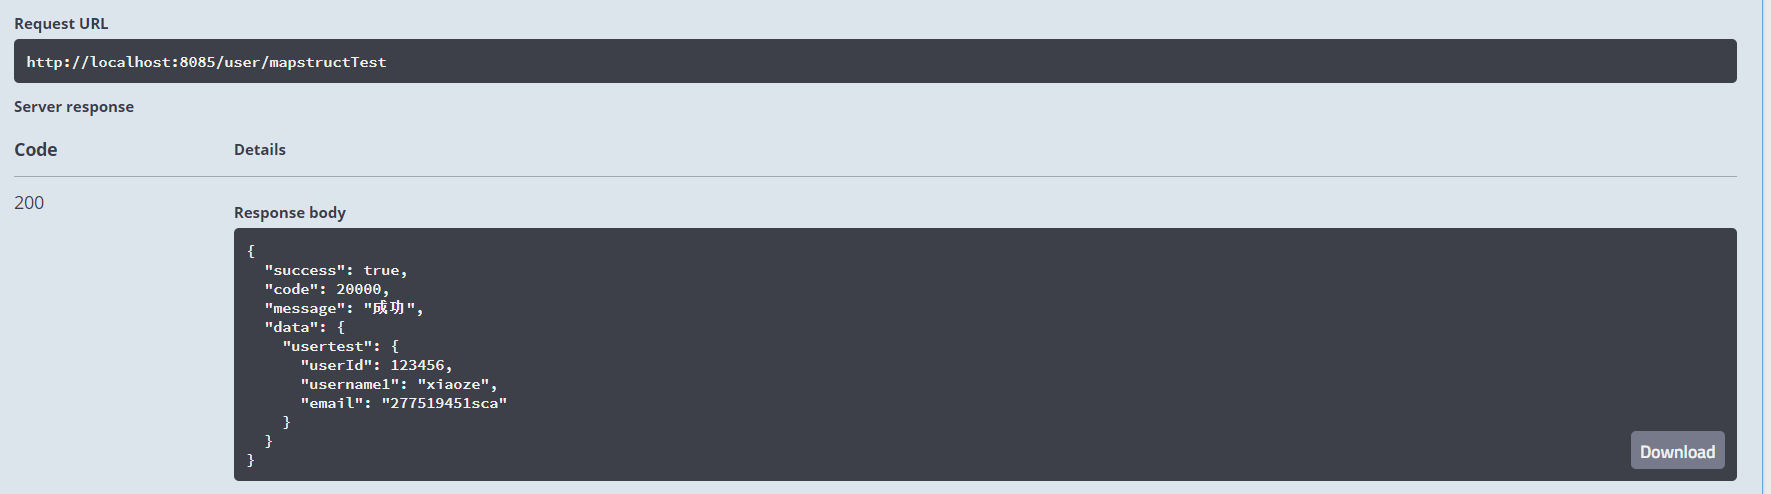 Request URL
http://localhost:8085/user/mapstructTest
Server response
Code Details
200
Response body
{
  "success": true,
  "code": 20000,
  "message": "成功",
  "data": {
    "usertest": {
      "userId": 123456,
      "username1": "xiaoze",
      "email": "277519451sca"
    }
  }
}
Download